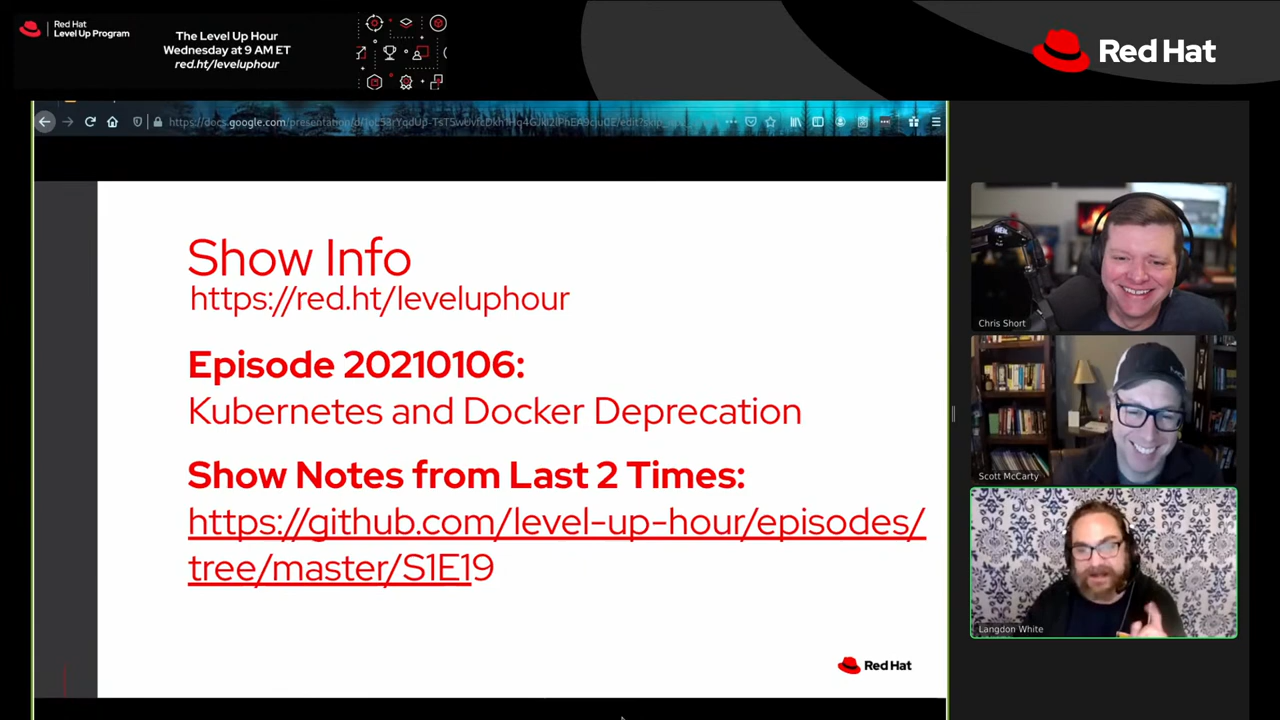 Red Hat
Level Up Program
The Level Up Hour
Wednesday at 9 AM ET
red.ht/leveluphour
Red Hat
Show Info
https://red.ht/leveluphour
Episode 20210106:
Kubernetes and Docker Deprecation
Show Notes from Last 2 Times:
https://github.com/level-up-hour/episodes/
tree/master/S1E19
Red Hat
Chris Short
Scott McCarty
Langdon White